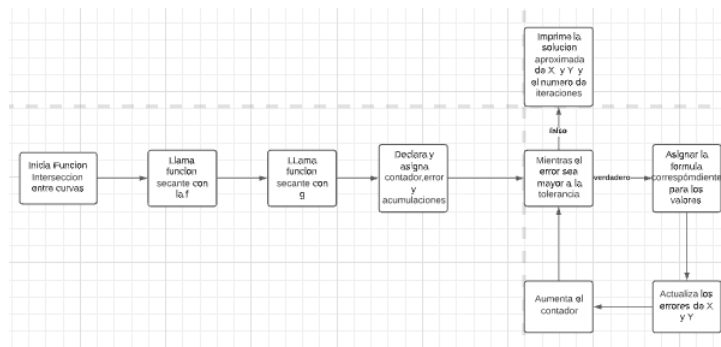 Imprime la
solucion
aproximada
de X y Y y
el numero de
iteraciones
falso
Inicia Funcion
Interseccion
entre curvas
Llama
funcion
secante con
la f
LLama
funcion
secante con
g
Declara y
asigna
contador,error
y
acumulaciones
Mientras el
error sea
mayor a la
tolerancia
verdadero
Asignar la
formula
correspondiente
para los
valores
Aumenta el
contador
Actualiza los
errores de X
y Y